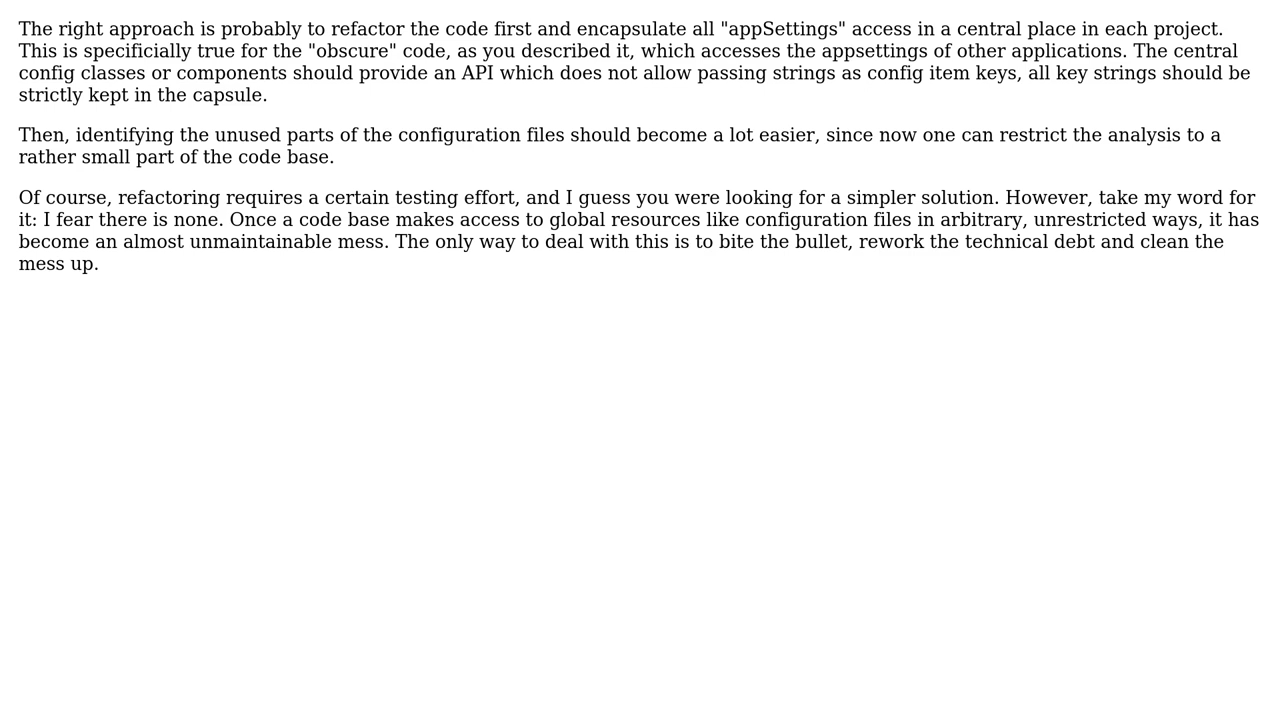 The right approach is probably to refactor the code first and encapsulate all "appSettings" access in a central place in each project.
This is specificially true for the "obscure" code, as you described it, which accesses the appsettings of other applications. The central
config classes or components should provide an API which does not allow passing strings as config item keys, all key strings should be
strictly kept in the capsule.
Then, identifying the unused parts of the configuration files should become a lot easier, since now one can restrict the analysis to a
rather small part of the code base.
Of course, refactoring requires a certain testing effort, and I guess you were looking for a simpler solution. However, take my word for
it: I fear there is none. Once a code base makes access to global resources like configuration files in arbitrary, unrestricted ways, it has
become an almost unmaintainable mess. The only way to deal with this is to bite the bullet, rework the technical debt and clean the
mess up.